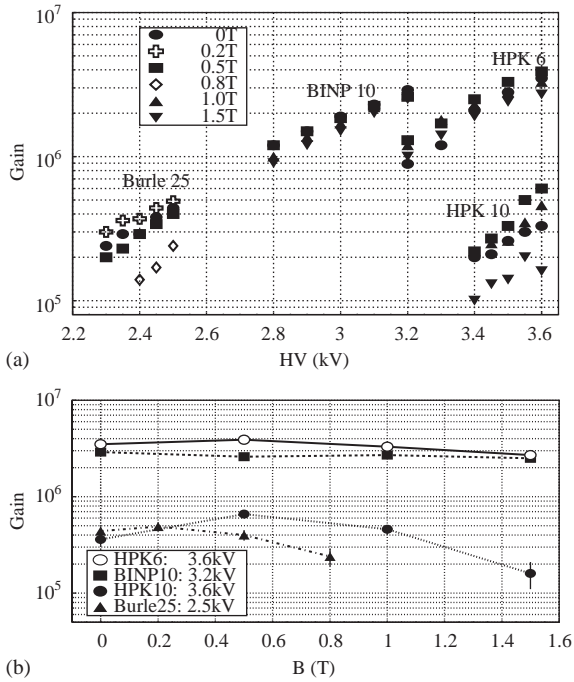 10^7
0T
0.2T
0.5T
0.8T
1.0T
1.5T
HPK 6
BINP 10
Gain
10^6
Burle 25
HPK 10
10^5
2.2 2.4 2.6 2.8 3 3.2 3.4 3.6
(a)
HV (kV)
10^7
Gain
10^6
HPK6: 3.6kV
BINP10: 3.2kV
HPK10: 3.6kV
Burle25: 2.5kV
10^5
0 0.2 0.4 0.6 0.8 1.0 1.2 1.4 1.6
(b)
B (T)